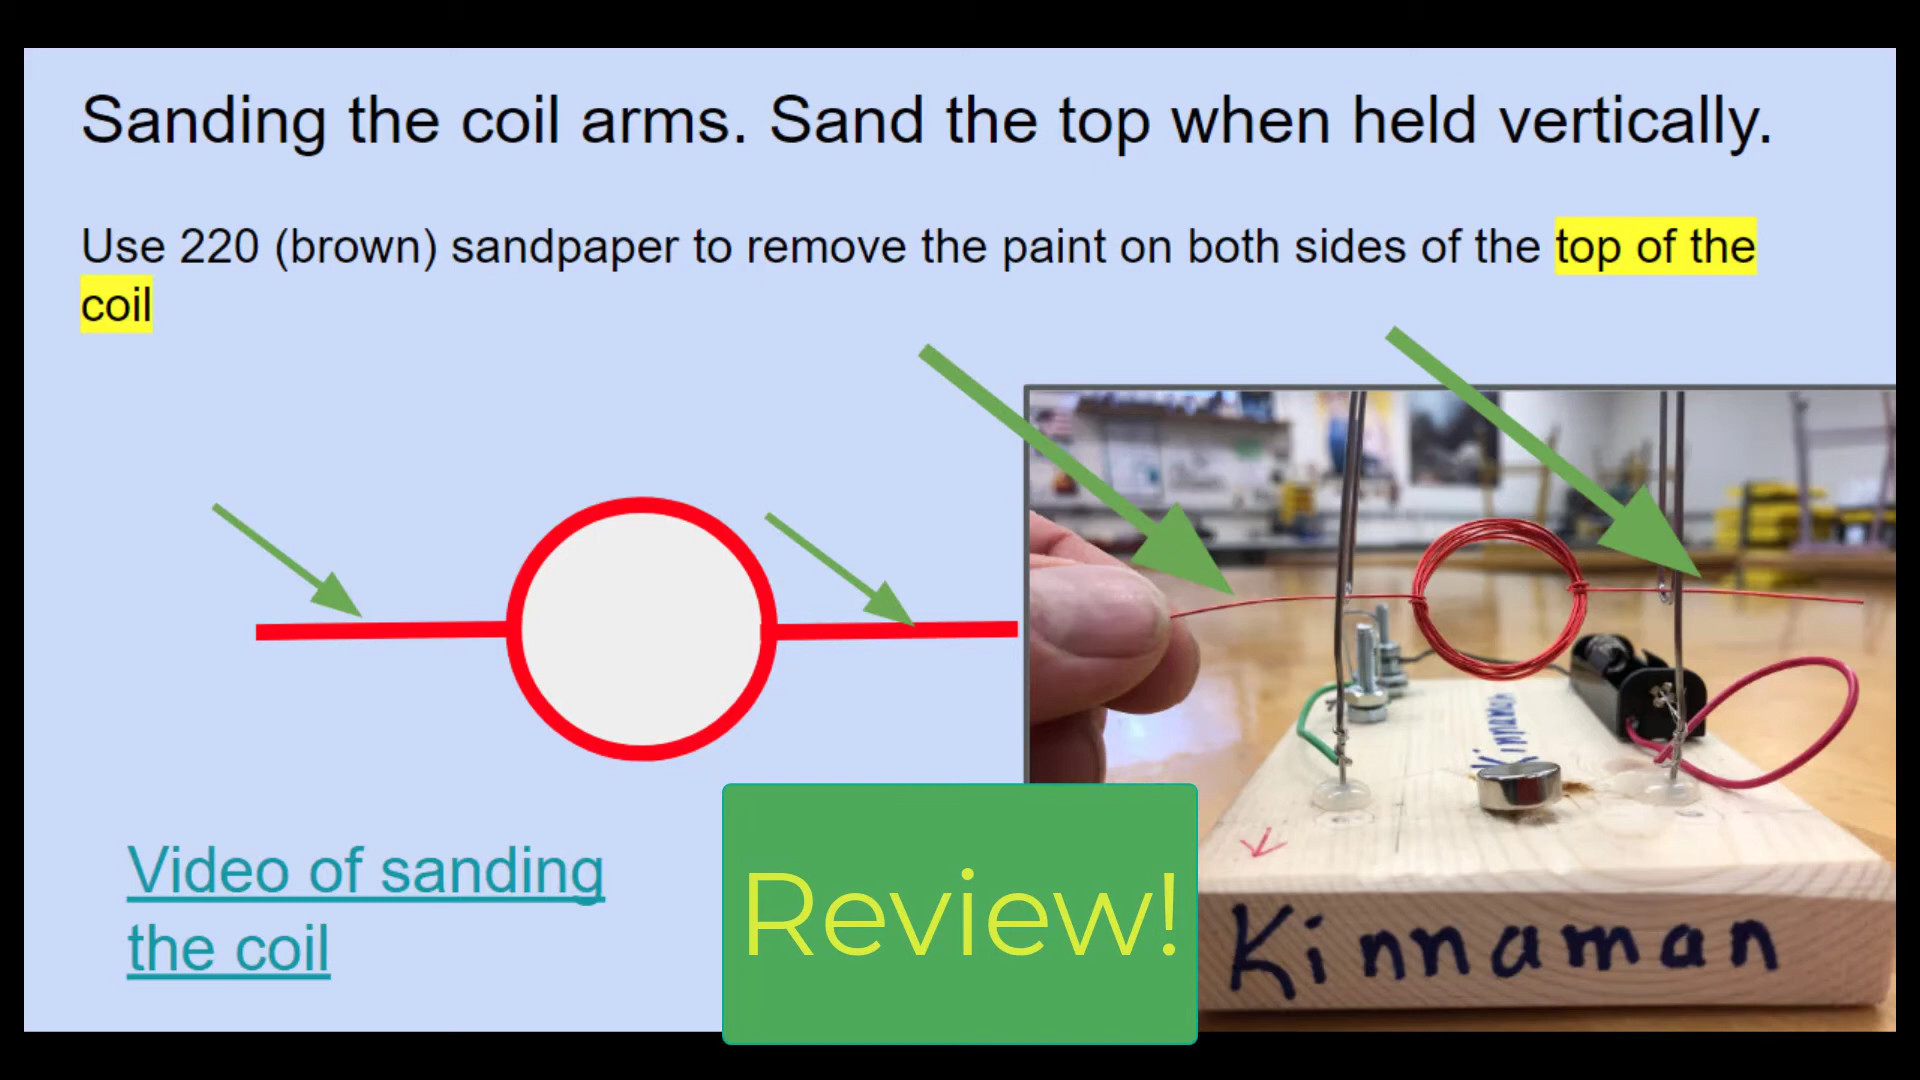 Sanding the coil arms. Sand the top when held vertically.
Use 220 (brown) sandpaper to remove the paint on both sides of the top of the
coil
Kinnaman
Video of sanding
the coil
Review!
Kinnaman